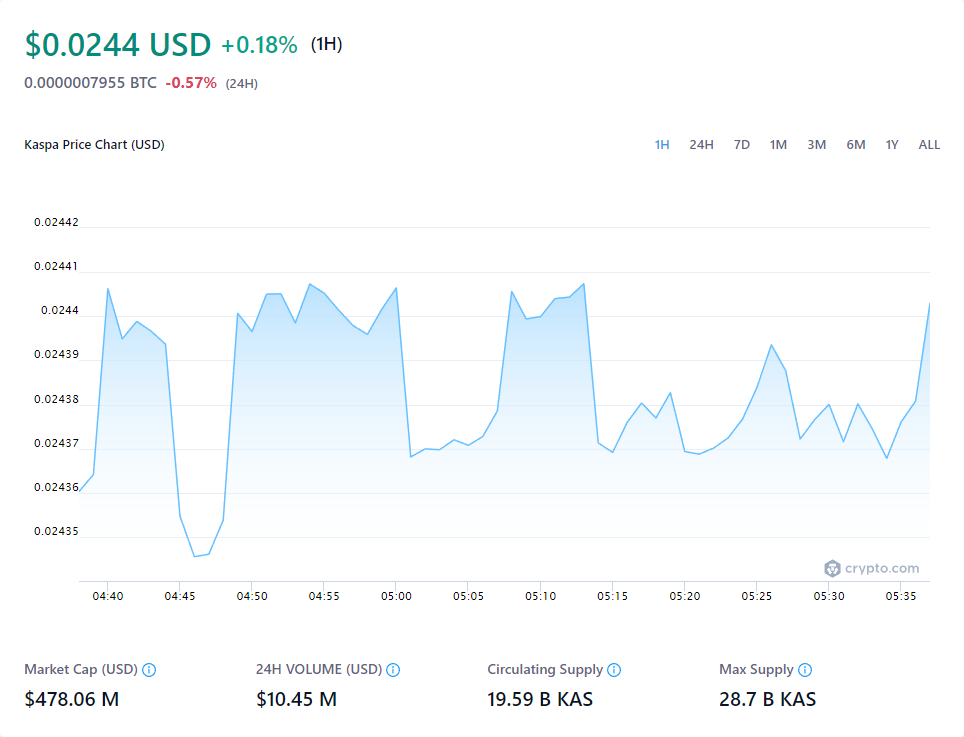 $0.0244 USD +0.18% (1H)
0.0000007955 BTC -0.57% (24H)
Kaspa Price Chart (USD)
1H 24H 7D 1M 3M 6M 1Y ALL
0.02442
0.02441
0.0244
0.02439
0.02438
0.02437
0.02436
0.02435
crypto.com
04:40 04:45 04:50 04:55 05:00 05:05 05:10 05:15 05:20 05:25 05:30 05:35
Market Cap (USD) 24H VOLUME (USD) Circulating Supply Max Supply
$478.06 M $10.45 M 19.59 B KAS 28.7 B KAS